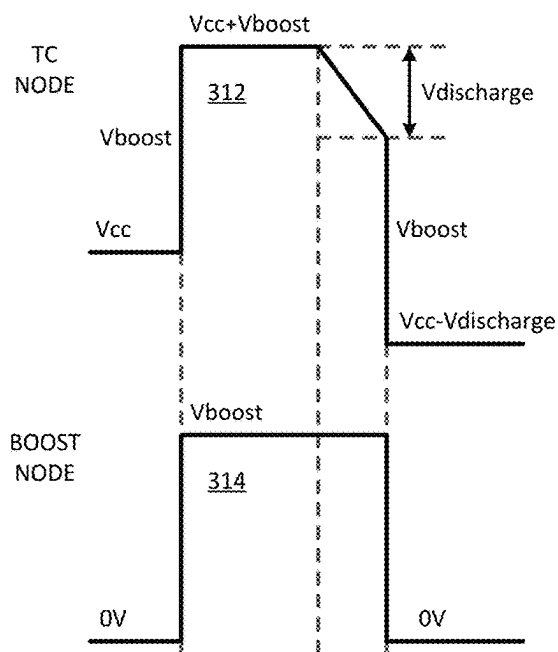 Vcc+Vboost
TC
NODE
312
Vdischarge
Vboost
Vcc
Vboost
Vcc-Vdischarge
Vboost
BOOST
NODE
314
0V
0V